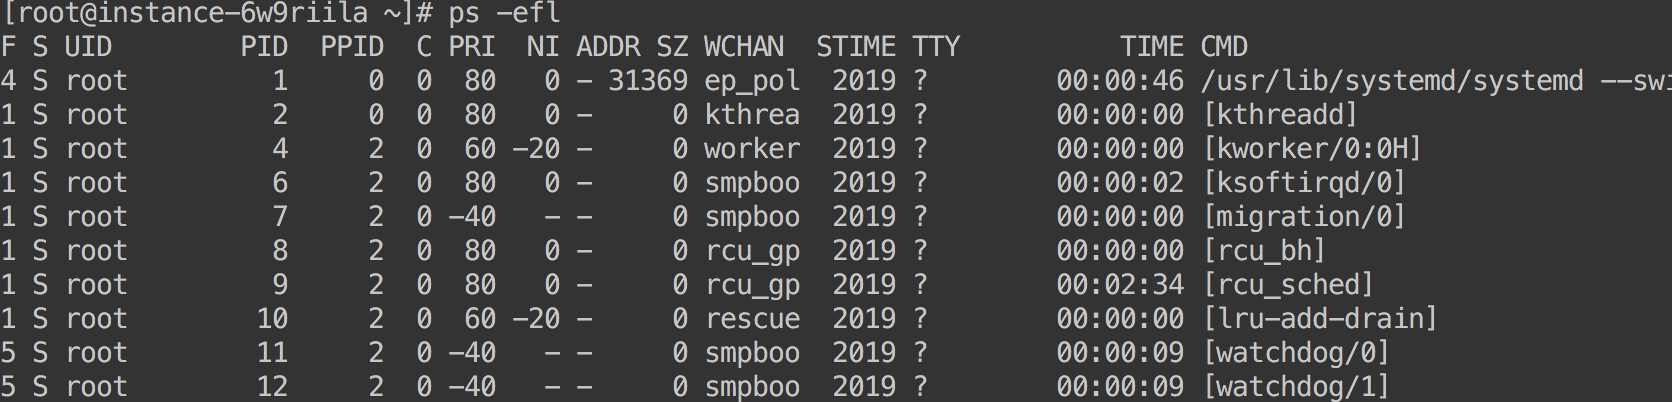 [root@instance-6w9riila ~]# ps -efl
F S UID        PID  PPID  C PRI  NI ADDR SZ WCHAN  STIME TTY          TIME CMD
4 S root         1     0  0  80   0 - 31369 ep_pol  2019 ?        00:00:46 /usr/lib/systemd/systemd --swi
1 S root         2     0  0  80   0 -     0 kthrea  2019 ?        00:00:00 [kthreadd]
1 S root         4     2  0  60 -20 -     0 worker  2019 ?        00:00:00 [kworker/0:0H]
1 S root         6     2  0  80   0 -     0 smpboo  2019 ?        00:00:02 [ksoftirqd/0]
1 S root         7     2  0 -40   - -     0 smpboo  2019 ?        00:00:00 [migration/0]
1 S root         8     2  0  80   0 -     0 rcu_gp  2019 ?        00:00:00 [rcu_bh]
1 S root         9     2  0  80   0 -     0 rcu_gp  2019 ?        00:02:34 [rcu_sched]
1 S root        10     2  0  60 -20 -     0 rescue  2019 ?        00:00:00 [lru-add-drain]
5 S root        11     2  0 -40   - -     0 smpboo  2019 ?        00:00:09 [watchdog/0]
5 S root        12     2  0 -40   - -     0 smpboo  2019 ?        00:00:09 [watchdog/1]